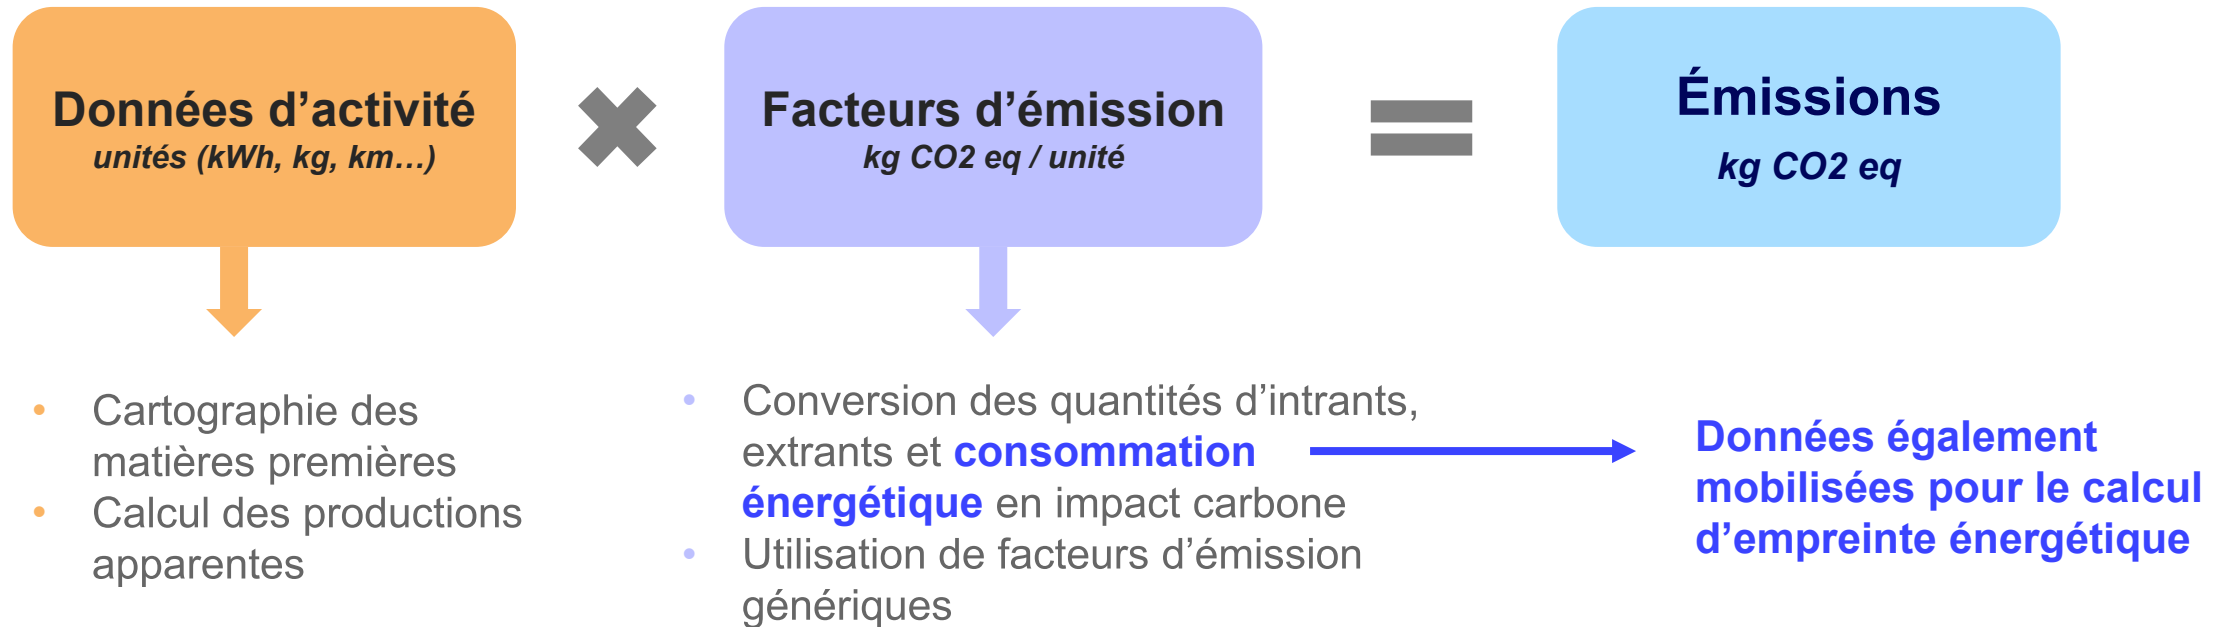 Données d’activité
unités (kWh, kg, km…)
Facteurs d’émission
kg CO2 eq / unité
Émissions
kg CO2 eq
• Cartographie des
matières premières
• Calcul des productions
apparentes
• Conversion des quantités d’intrants,
extrants et consommation
énergétique en impact carbone
• Utilisation de facteurs d’émission
génériques
Données également
mobilisées pour le calcul
d’empreinte énergétique